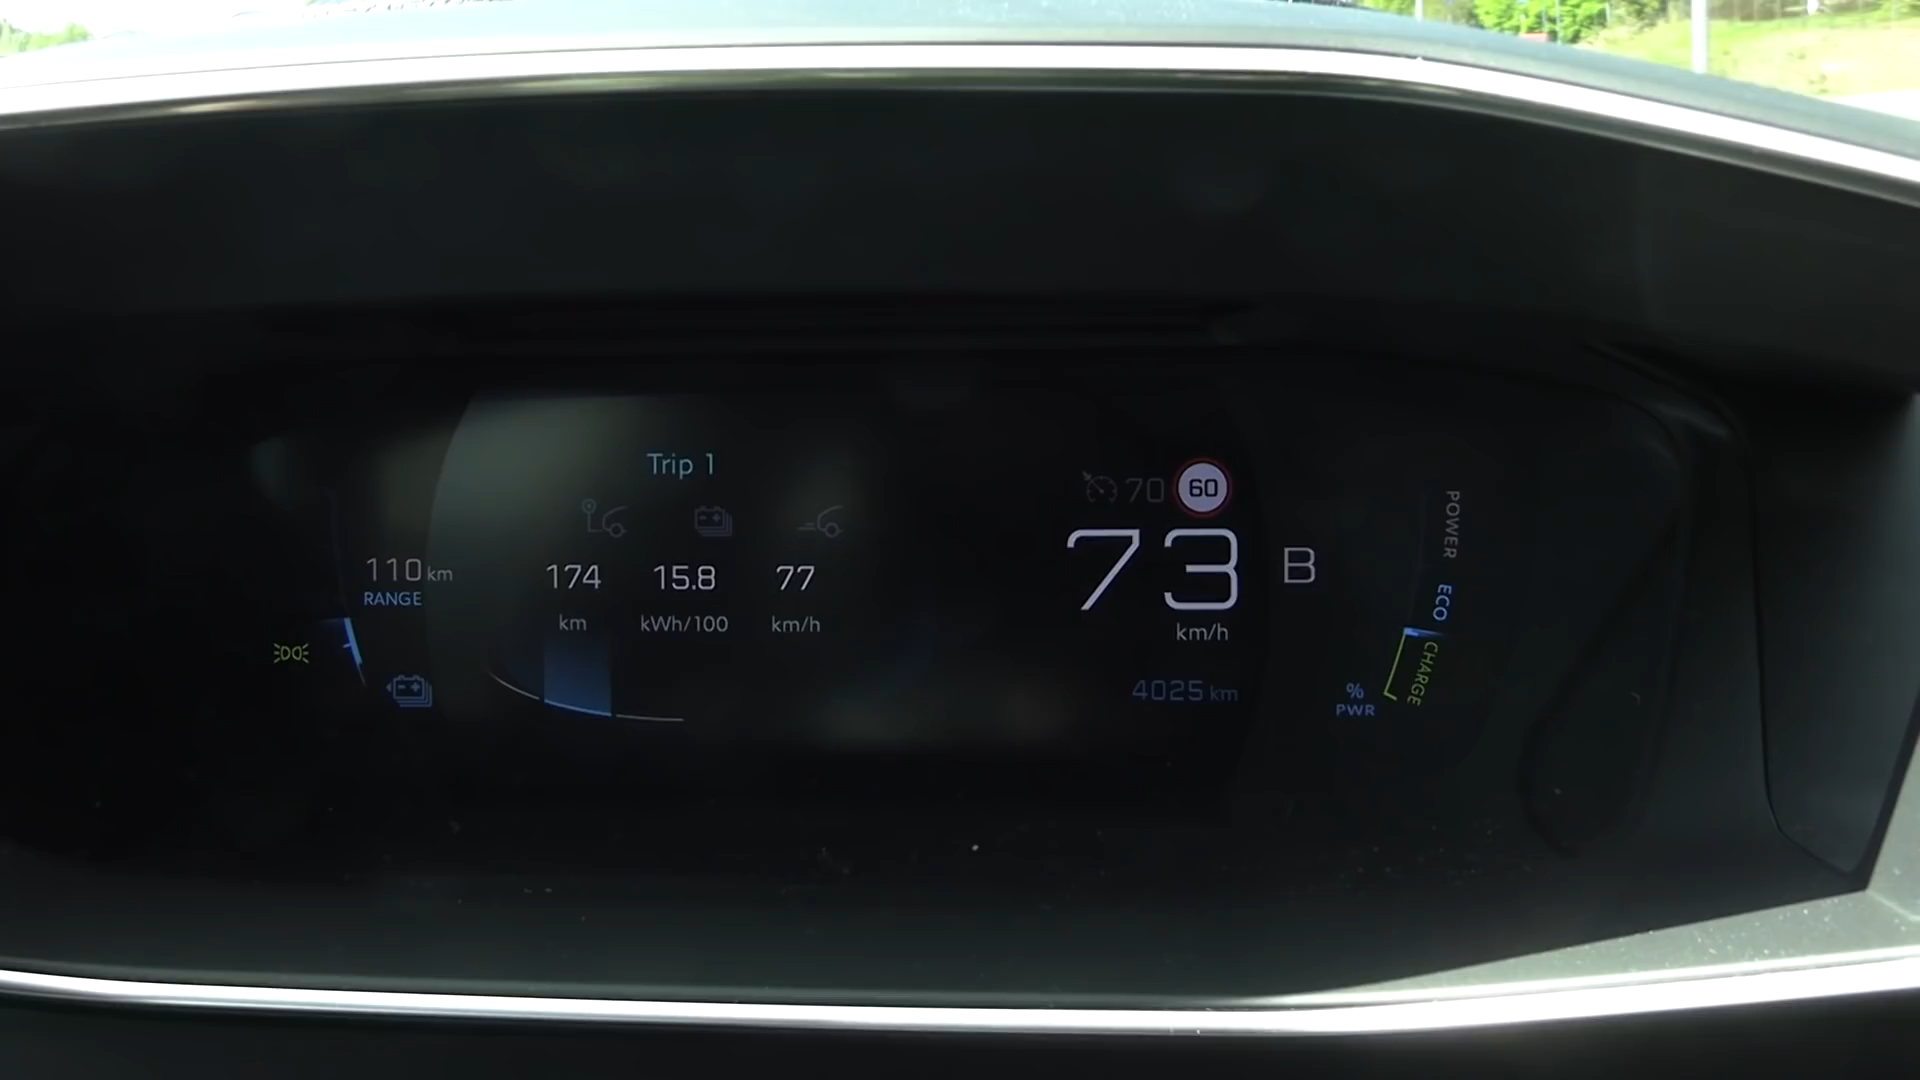 Trip 1
110 km
RANGE
174 15.8 77
km kWh/100 km/h
70 60
73
km/h
B
4025 km
POWER
ECO
CHARGE
%
PWR